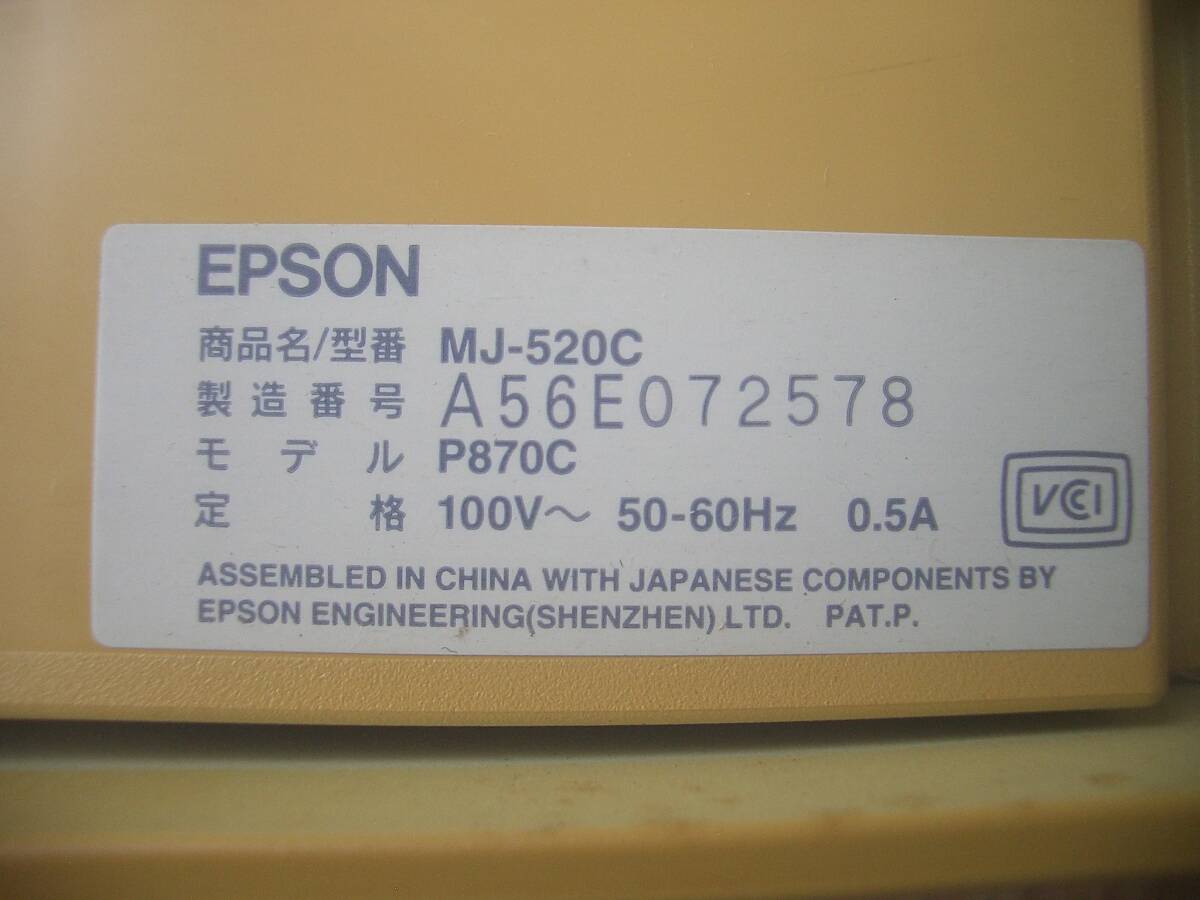 EPSON
商品名/型番 MJ-520C
製造番号 A56E072578
モデル P870C
定格 100V～ 50-60Hz 0.5A
VCCI
ASSEMBLED IN CHINA WITH JAPANESE COMPONENTS BY
EPSON ENGINEERING(SHENZHEN) LTD. PAT.P.